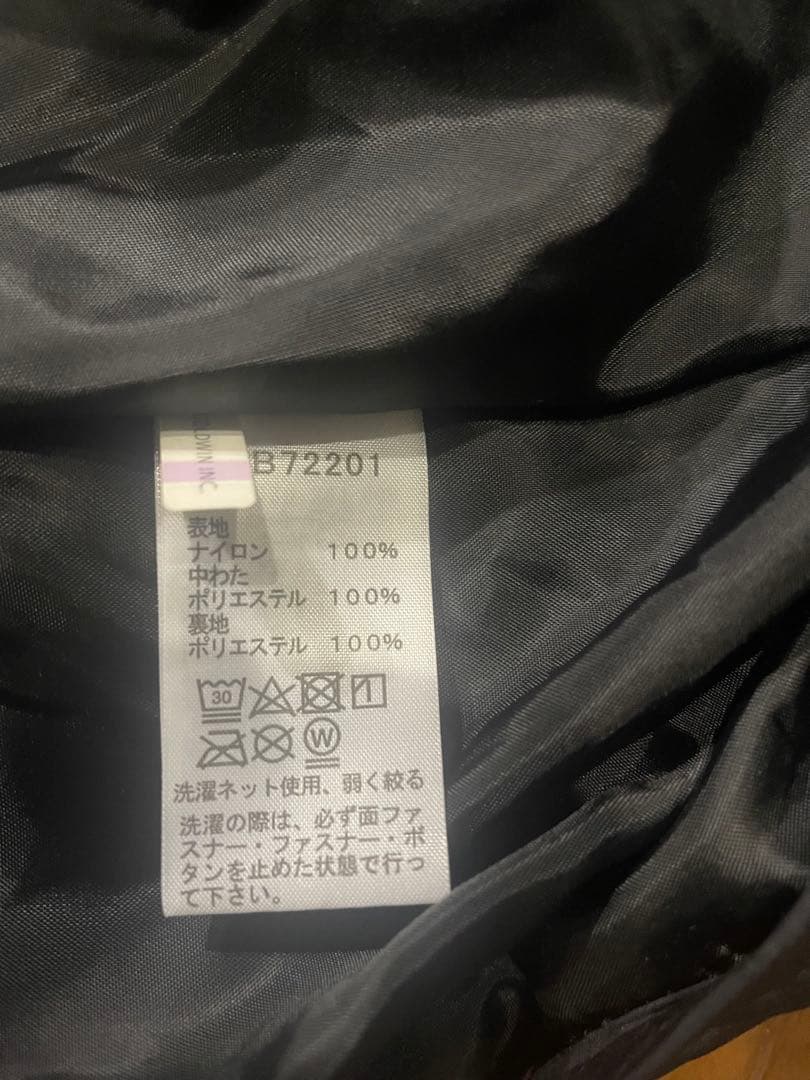 LDWIN INC
B72201
表地
ナイロン 100%
中わた
ポリエステル 100%
裏地
ポリエステル 100%
30
W
洗濯ネット使用、弱く絞る
洗濯の際は、必ず面ファ
スナー・ファスナー・ボ
タンを止めた状態で行っ
て下さい。